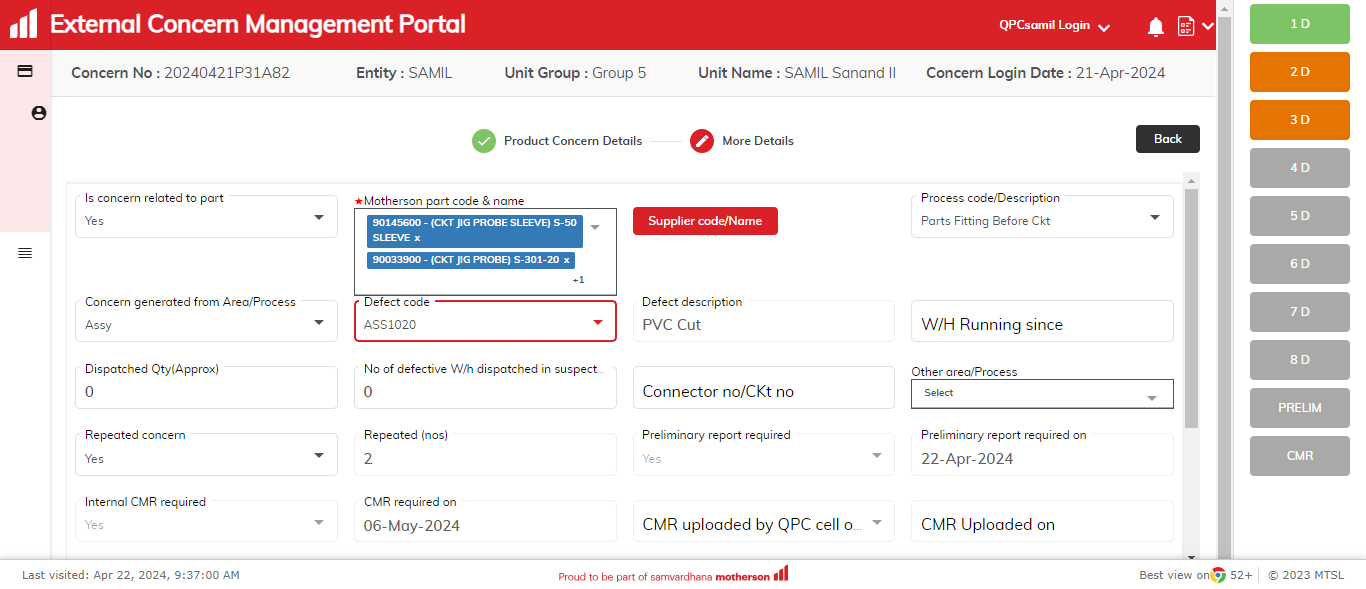 External Concern Management Portal
QPCsamil Login
Concern No : 20240421P31A82
Entity : SAMIL
Unit Group : Group 5
Unit Name : SAMIL Sanand II
Concern Login Date : 21-Apr-2024
Product Concern Details
More Details
Back
Is concern related to part
Yes
★Motherson part code & name
90145600 - (CKT JIG PROBE SLEEVE) S-50
SLEEVE x
90033900 - (CKT JIG PROBE) S-301-20 x
+1
Supplier code/Name
Process code/Description
Parts Fitting Before Ckt
Concern generated from Area/Process
Assy
Defect code
ASS1020
Defect description
PVC Cut
W/H Running since
Dispatched Qty(Approx)
0
No of defective W/h dispatched in suspect...
0
Connector no/CKt no
Other area/Process
Select
Repeated concern
Yes
Repeated (nos)
2
Preliminary report required
Yes
Preliminary report required on
22-Apr-2024
Internal CMR required
Yes
CMR required on
06-May-2024
CMR uploaded by QPC cell o...
CMR Uploaded on
1 D
2 D
3 D
4 D
5 D
6 D
7 D
8 D
PRELIM
CMR
Last visited: Apr 22, 2024, 9:37:00 AM
Proud to be part of samvardhana motherson
Best view on 52+
© 2023 MTSL